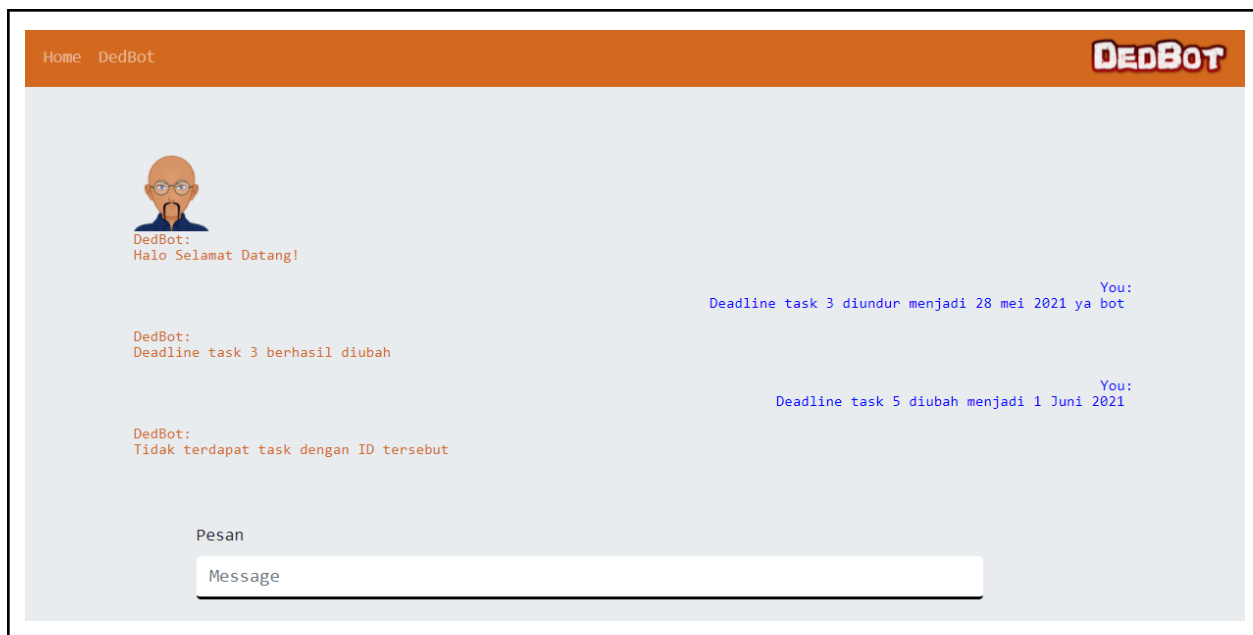 Home DedBot
DEDBOT
DedBot:
Halo Selamat Datang!
You:
Deadline task 3 diundur menjadi 28 mei 2021 ya bot
DedBot:
Deadline task 3 berhasil diubah
You:
Deadline task 5 diubah menjadi 1 Juni 2021
DedBot:
Tidak terdapat task dengan ID tersebut
Pesan
Message